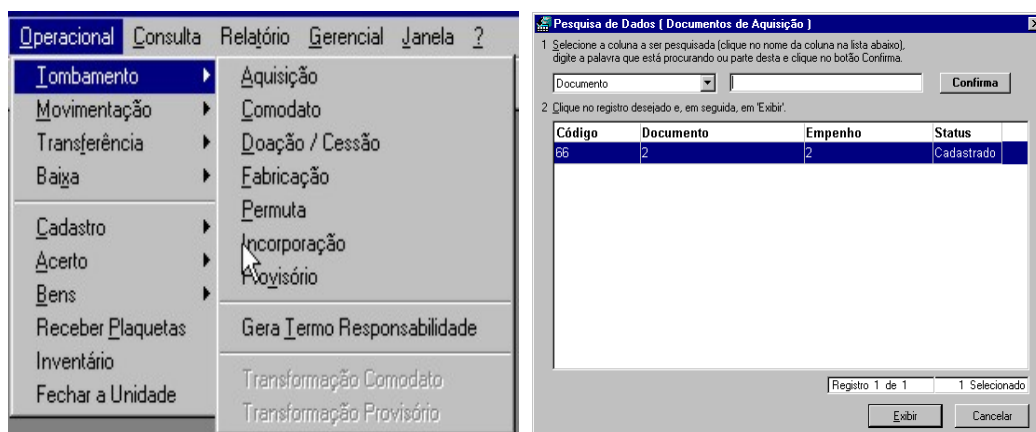 Operacional Consulta Relatório Gerencial Janela ?
Tombamento
Movimentação
Transferência
Baixa
Cadastro
Acerto
Bens
Receber Plaquetas
Inventário
Fechar a Unidade
Aquisição
Comodato
Doação / Cessão
Fabricação
Permuta
Incorporação
Provisório
Gera Termo Responsabilidade
Transformação Comodato
Transformação Provisório
Pesquisa de Dados ( Documentos de Aquisição )
1 Selecione a coluna a ser pesquisada (clique no nome da coluna na lista abaixo),
digite a palavra que está procurando ou parte desta e clique no botão Confirma.
Documento Confirma
2 Clique no registro desejado e, em seguida, em 'Exibir'.
Código Documento Empenho Status
66 2 2 Cadastrado
Registro 1 de 1 1 Selecionado
Exibir Cancelar